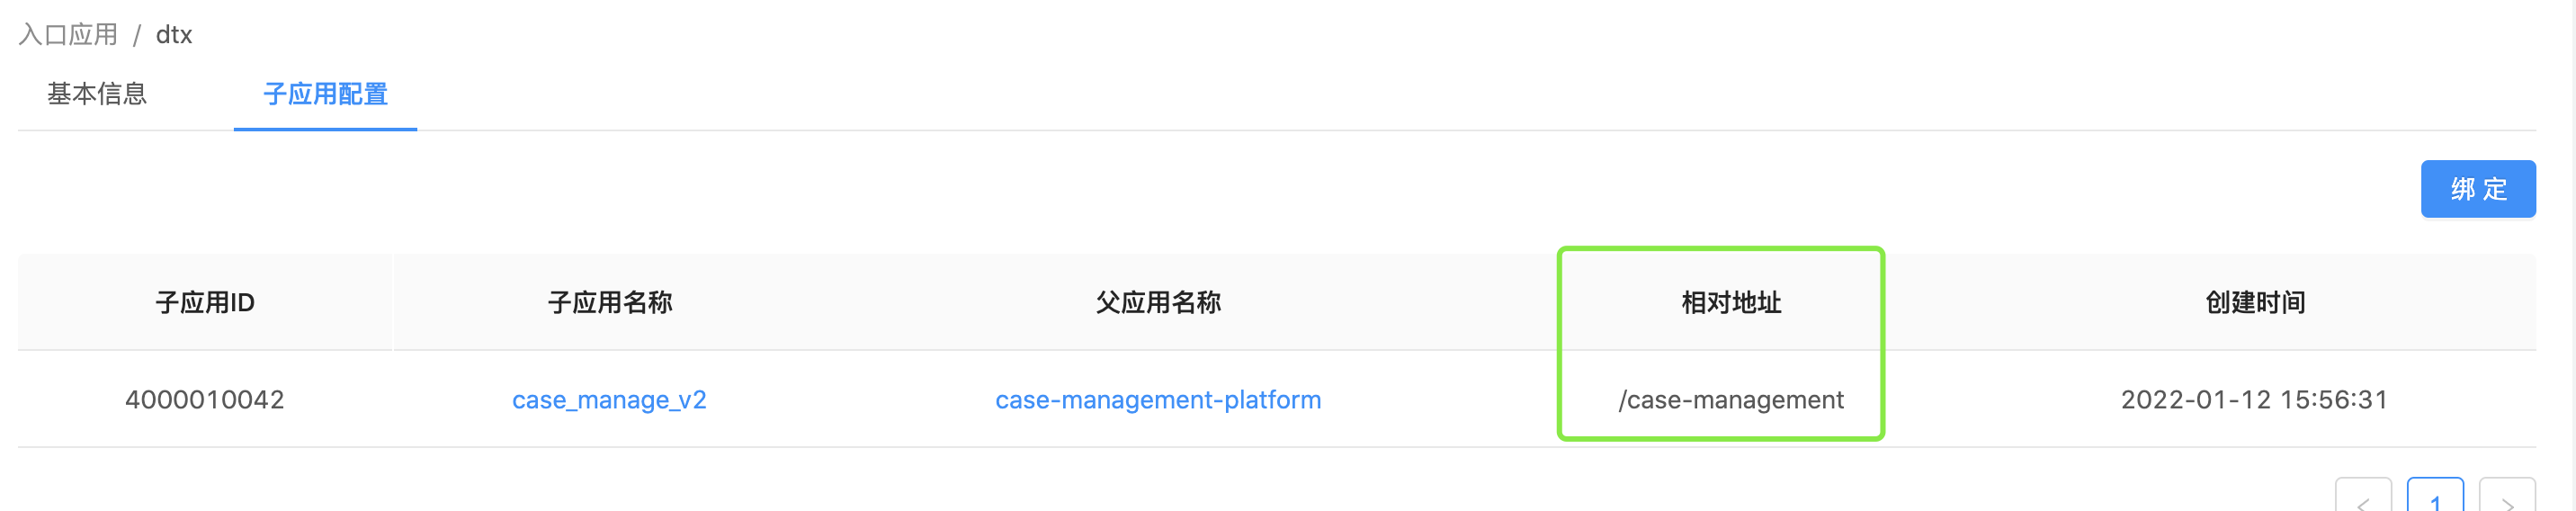 入口应用 / dtx
基本信息 子应用配置
绑 定
子应用ID 子应用名称 父应用名称 相对地址 创建时间
4000010042 case_manage_v2 case-management-platform /case-management 2022-01-12 15:56:31
< 1 >